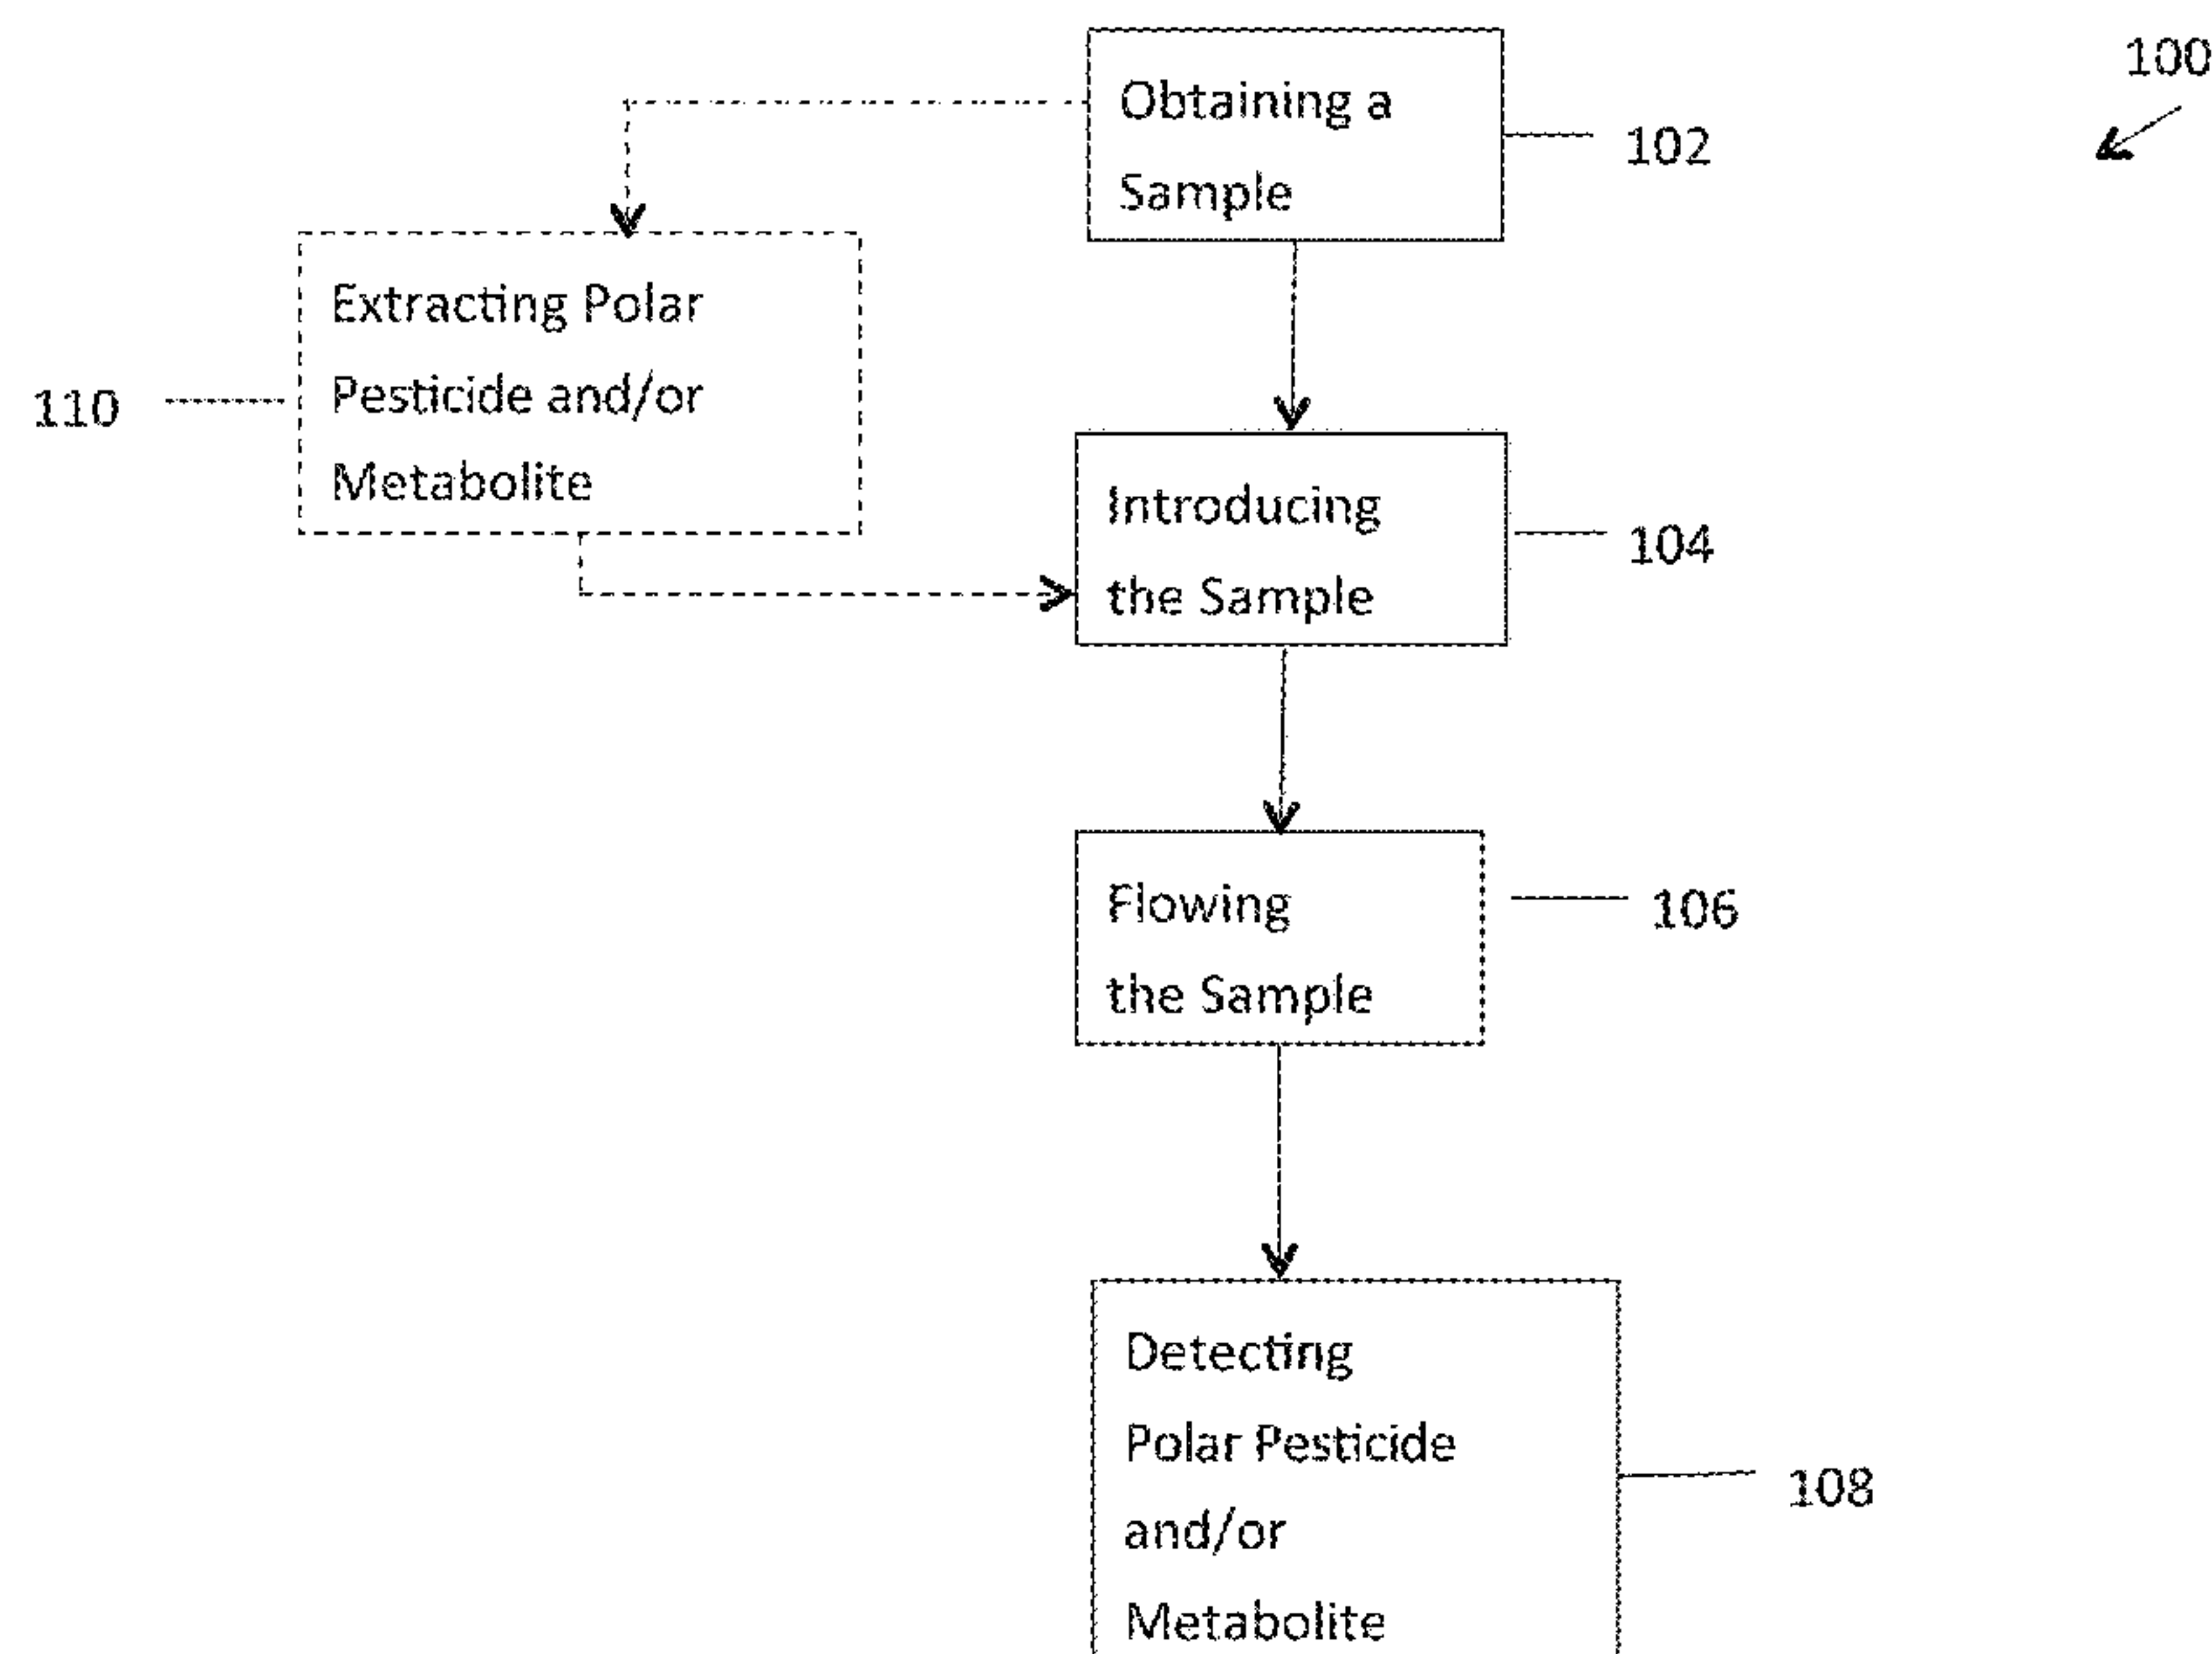 100
Obtaining a
Sample
102
Extracting Polar
Pesticide and/or
Metabolite
110
Introducing
the Sample
104
Flowing
the Sample
106
Detecting
Polar Pesticide
and/or
Metabolite
108